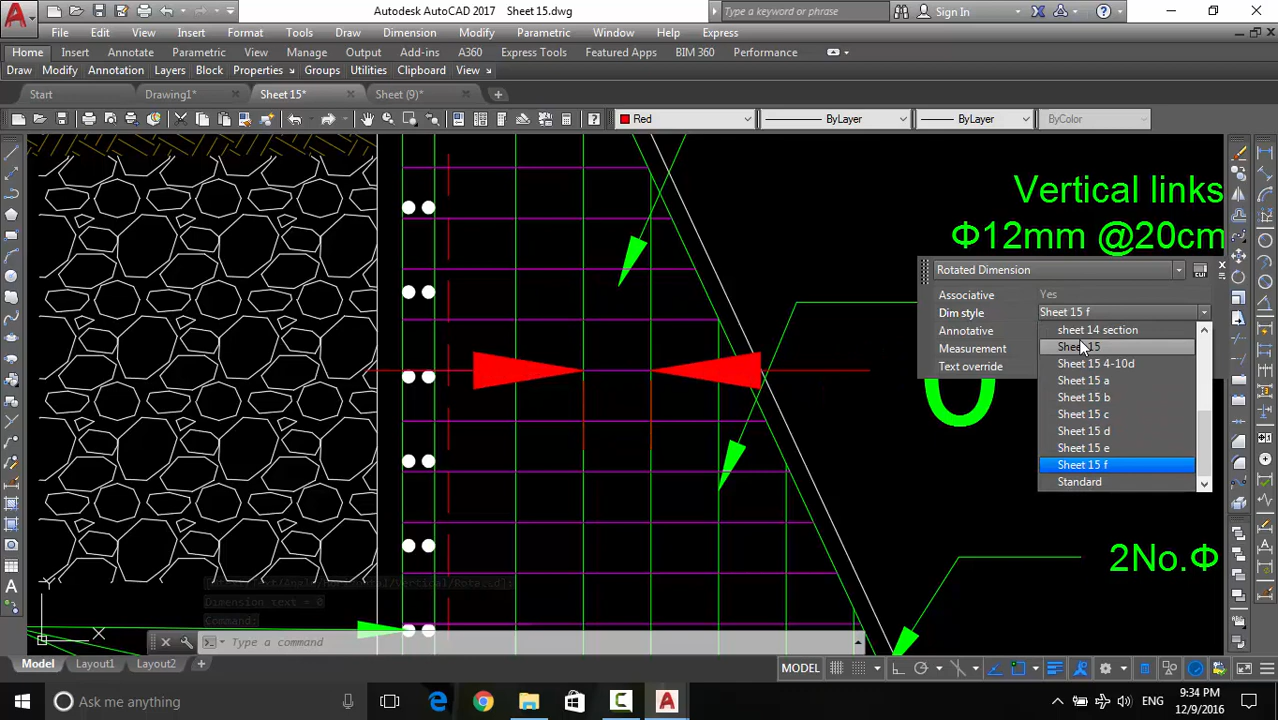 Autodesk AutoCAD 2017   Sheet 15.dwg
Type a keyword or phrase
Sign In
File Edit View Insert Format Tools Draw Dimension Modify Parametric Window Help Express
Home Insert Annotate Parametric View Manage Output Add-ins A360 Express Tools Featured Apps BIM 360 Performance
Draw Modify Annotation Layers Block Properties Groups Utilities Clipboard View
Start Drawing1* Sheet 15* Sheet (9)*
Red ByLayer ByLayer ByColor
Vertical links
Φ12mm @20cm
Rotated Dimension
Associative Yes
Dim style Sheet 15 f
Annotative
Measurement
Text override
sheet 14 section
Sheet 15
Sheet 15 4-10d
Sheet 15 a
Sheet 15 b
Sheet 15 c
Sheet 15 d
Sheet 15 e
Sheet 15 f
Standard
2No.Φ
Y
X
Dimension text = 0
Command:
Type a command
Model Layout1 Layout2
MODEL
Ask me anything
ENG
9:34 PM
12/9/2016